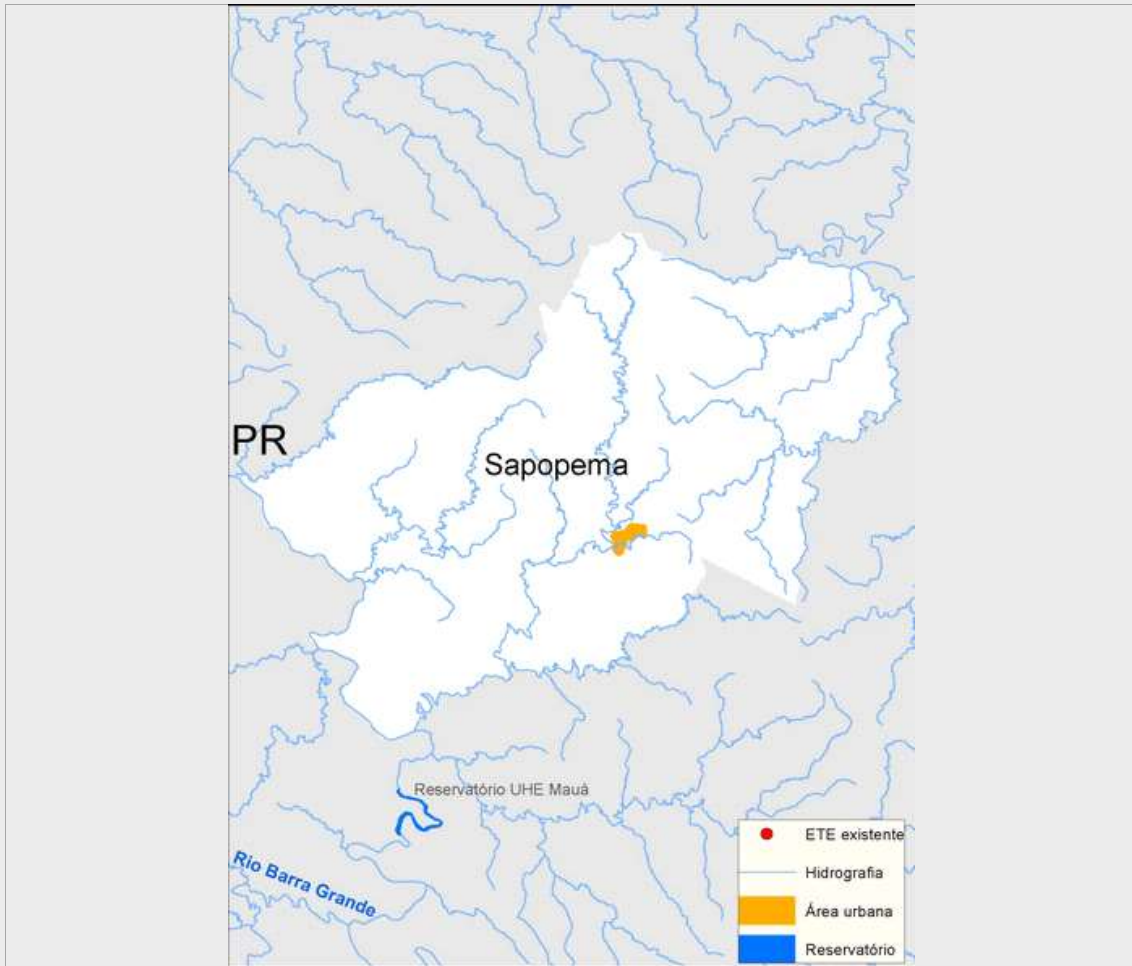 PR
Sapopema
Reservatório UHE Mauá
Rio Barra Grande
ETE existente
Hidrografia
Área urbana
Reservatório